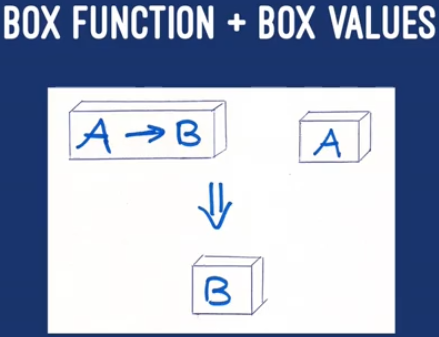 BOX FUNCTION + BOX VALUES
A → B
A
⇓
B